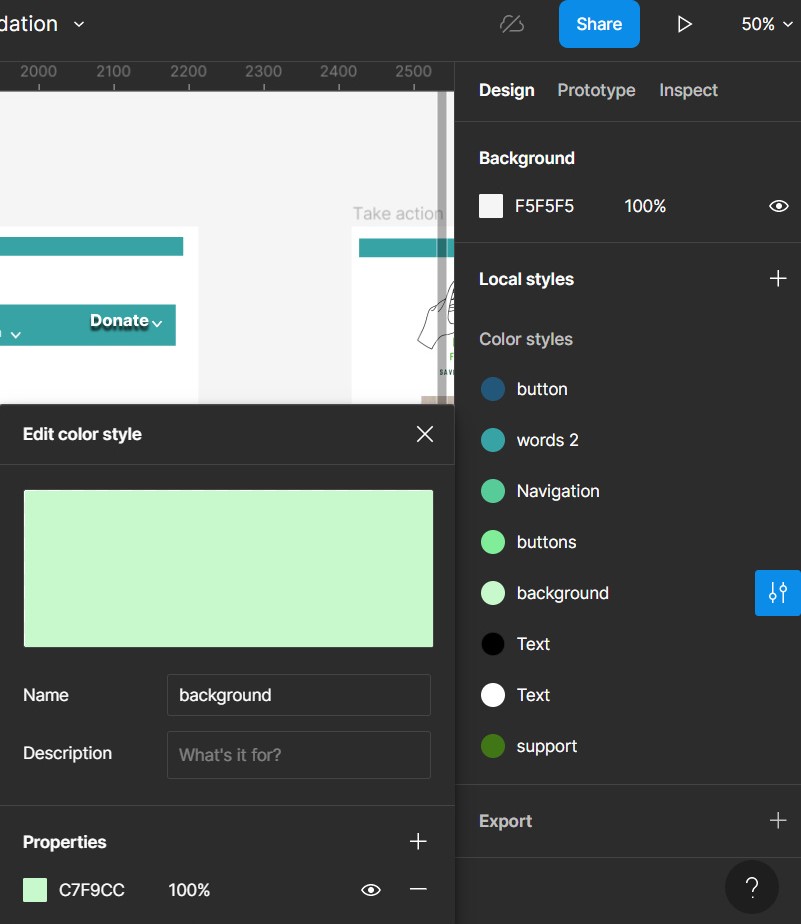 dation
Share
50%
2000 2100 2200 2300 2400 2500
Design Prototype Inspect
Background
F5F5F5 100%
Take action
Local styles
Donate
Color styles
button
Edit color style
words 2
Navigation
buttons
background
Text
Name background
Text
Description What's it for?
support
Export
Properties
C7F9CC 100%
?